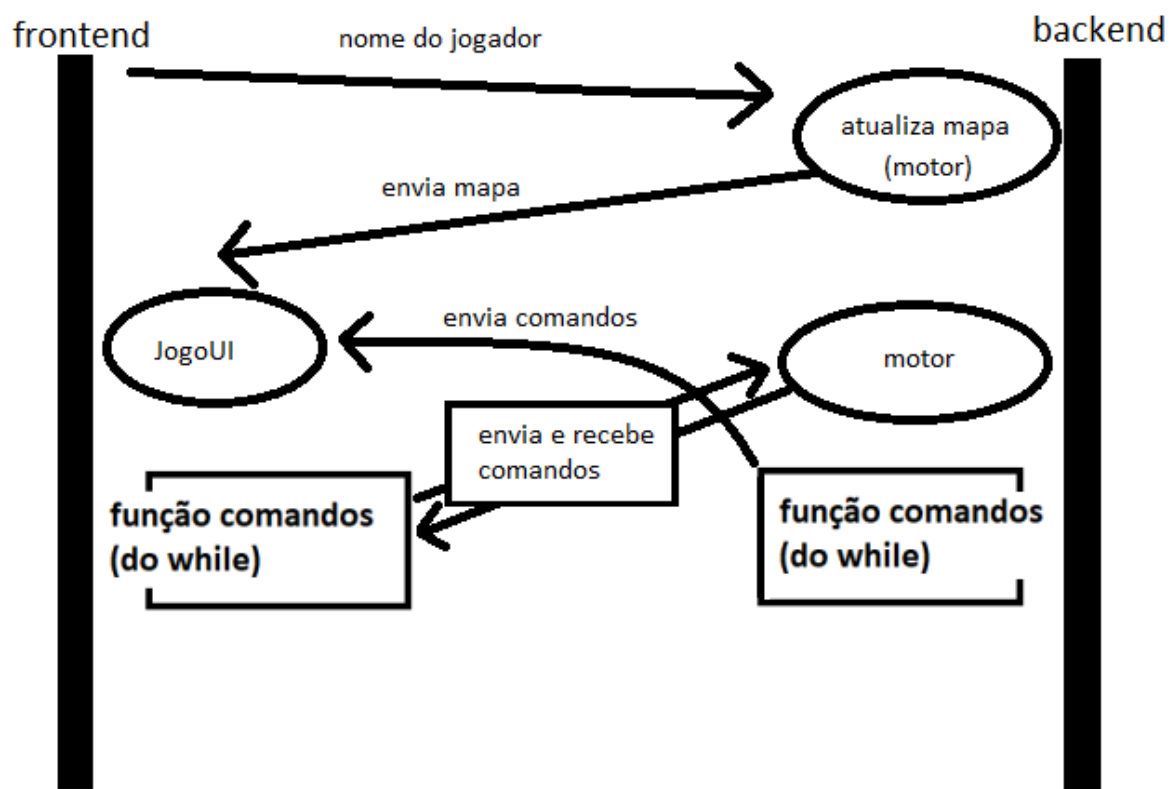 frontend
backend
nome do jogador
atualiza mapa
(motor)
envia mapa
JogoUI
envia comandos
motor
envia e recebe
comandos
função comandos
(do while)
função comandos
(do while)